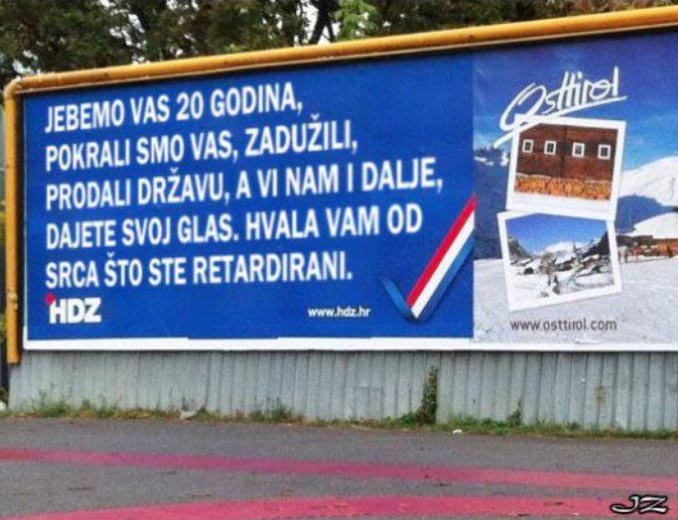 JEBEMO VAS 20 GODINA,
POKRALI SMO VAS, ZADUŽILI,
PRODALI DRŽAVU, A VI NAM I DALJE,
DAJETE SVOJ GLAS. HVALA VAM OD
SRCA ŠTO STE RETARDIRANI.
HDZ
www.hdz.hr
Osttirol
www.osttirol.com
JZ